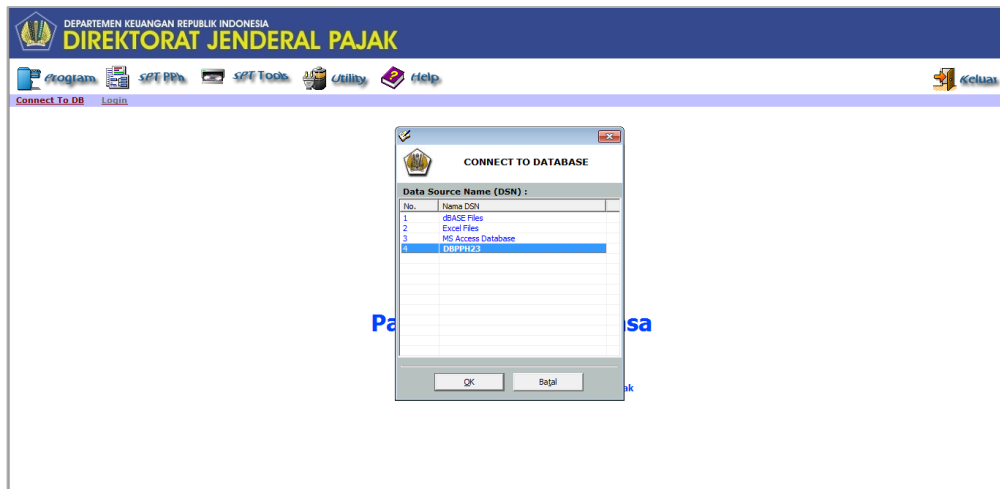 DEPARTEMEN KEUANGAN REPUBLIK INDONESIA
DIREKTORAT JENDERAL PAJAK
Program SPT PPh SPT Tools Utility Help Keluar
Connect To DB Login
CONNECT TO DATABASE
Data Source Name (DSN) :
No. Nama DSN
1 dBASE Files
2 Excel Files
3 MS Access Database
4 DBPPH23
Pa sa
OK Batal
ak